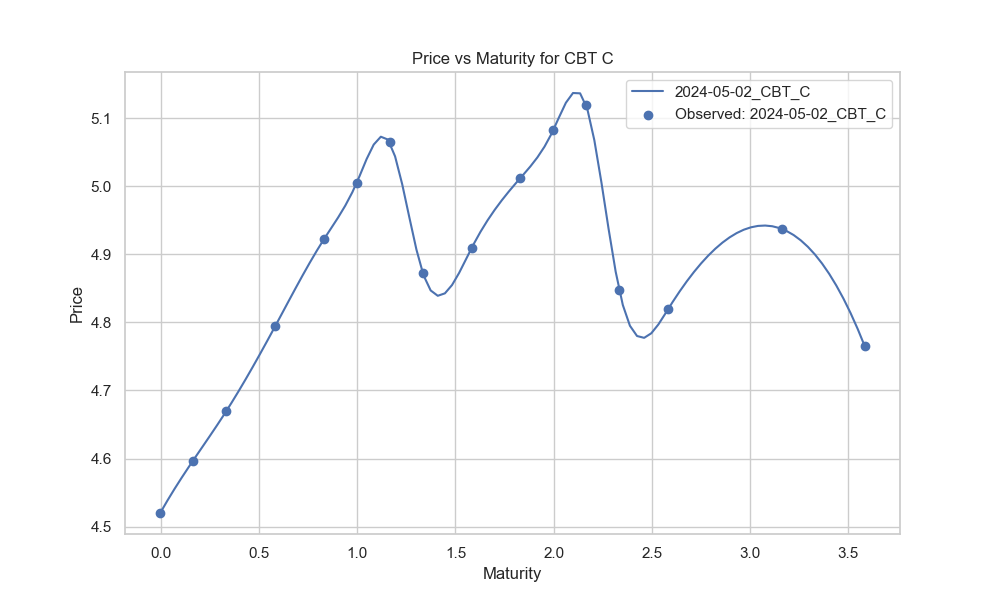 Price vs Maturity for CBT C
2024-05-02_CBT_C
Observed: 2024-05-02_CBT_C
Price
5.1
5.0
4.9
4.8
4.7
4.6
4.5
0.0 0.5 1.0 1.5 2.0 2.5 3.0 3.5
Maturity